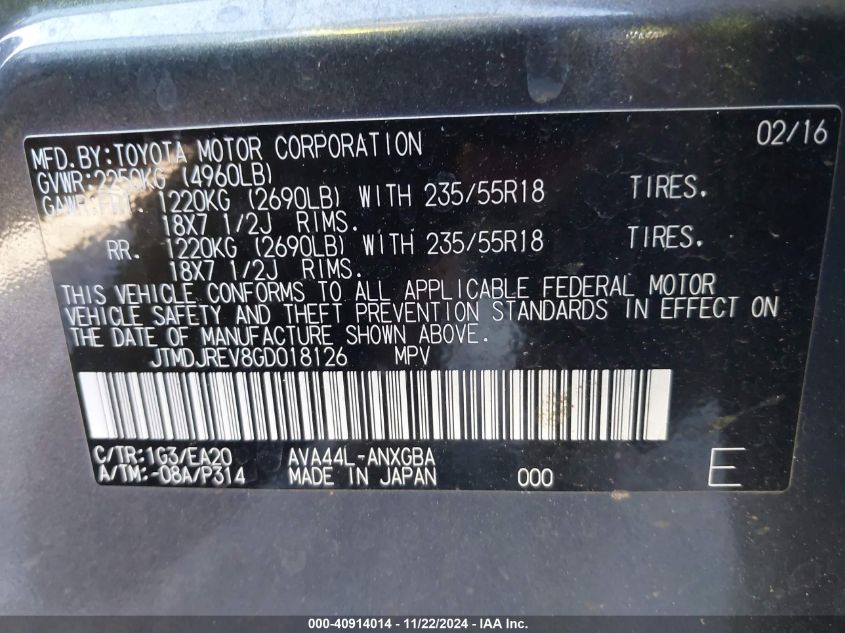 MFD. BY: TOYOTA MOTOR CORPORATION 02/16
GVWR: 2250KG (4960LB)
GAWR: FRT. 1220KG (2690LB) WITH 235/55R18 TIRES.
18X7 1/2J RIMS.
RR. 1220KG (2690LB) WITH 235/55R18 TIRES.
18X7 1/2J RIMS.
THIS VEHICLE CONFORMS TO ALL APPLICABLE FEDERAL MOTOR
VEHICLE SAFETY AND THEFT PREVENTION STANDARDS IN EFFECT ON
THE DATE OF MANUFACTURE SHOWN ABOVE.
JTMDJREV8GD018126 MPV
C/TR:1G3/EA20 AVA44L-ANXGBA
A/TM:-08A/P314 MADE IN JAPAN 000 E
000-40914014 - 11/22/2024 - IAA Inc.